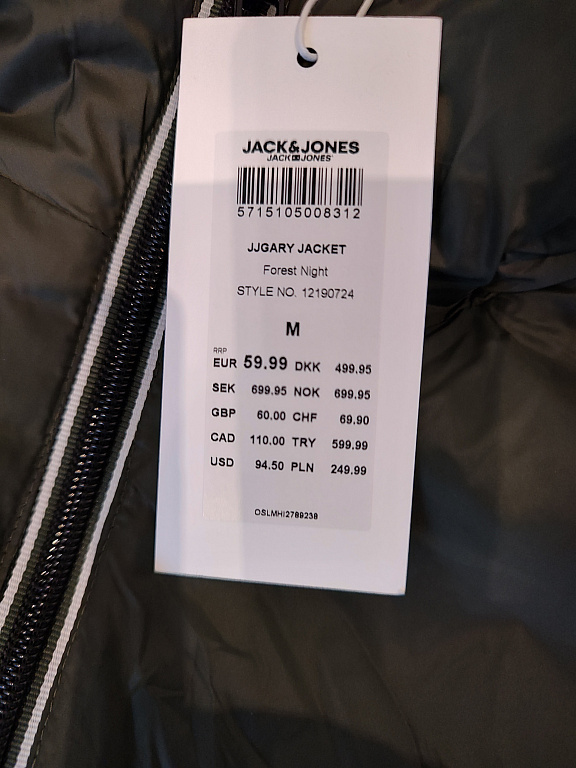 JACK&JONES
JACK JONES
5715105008312
JJGARY JACKET
Forest Night
STYLE NO. 12190724
M
RRP
EUR 59.99 DKK 499.95
SEK 699.95 NOK 699.95
GBP 60.00 CHF 69.90
CAD 110.00 TRY 599.99
USD 94.50 PLN 249.99
OSLMHI2789238